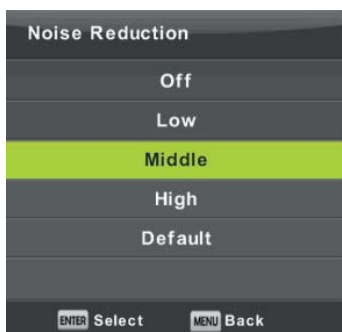 Noise Reduction
Off
Low
Middle
High
Default
ENTER Select MENU Back